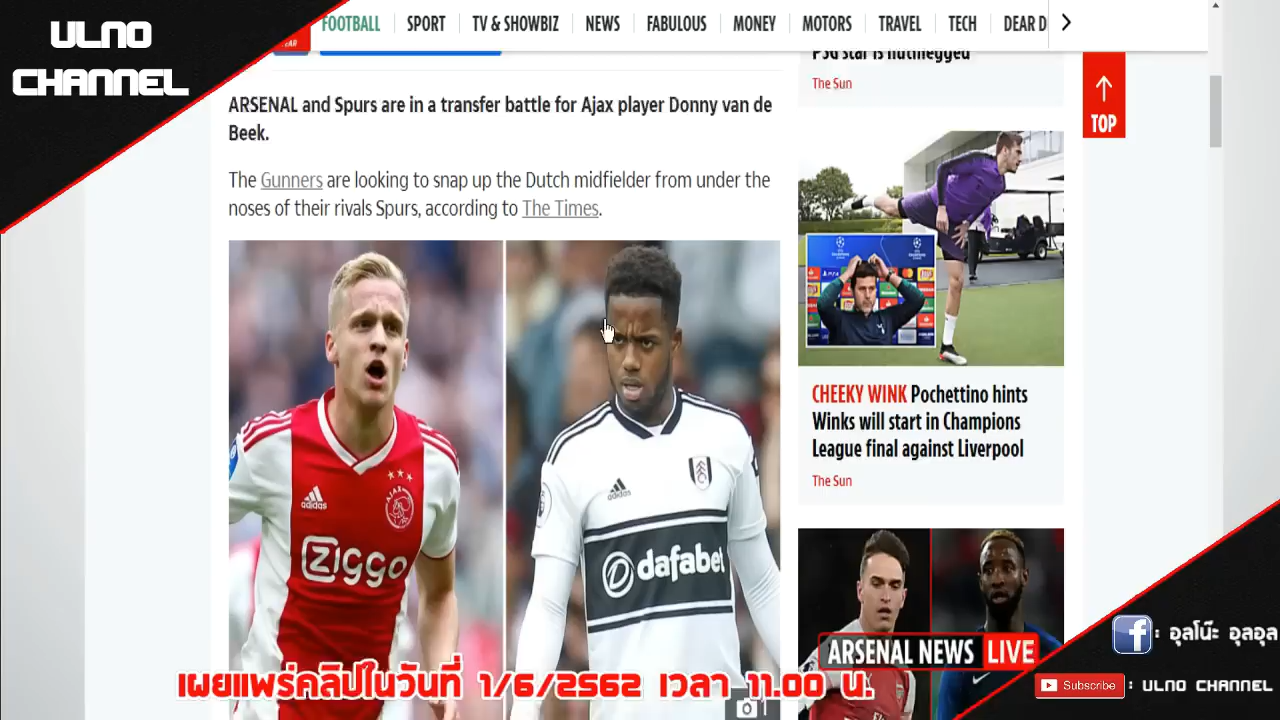 ULNO
CHANNEL
FOOTBALL SPORT TV & SHOWBIZ NEWS FABULOUS MONEY MOTORS TRAVEL TECH DEAR D
PSG star is nutmegged
The Sun
TOP
ARSENAL and Spurs are in a transfer battle for Ajax player Donny van de
Beek.
The Gunners are looking to snap up the Dutch midfielder from under the
noses of their rivals Spurs, according to The Times.
adidas
AJAX
ziggo
adidas
dafabet
CHEEKY WINK Pochettino hints
Winks will start in Champions
League final against Liverpool
The Sun
ARSENAL NEWS LIVE
: อุลโน๊ะ อุลอุล
Subscribe : ULNO CHANNEL
เผยแพร่คลิปในวันที่ 1/6/2562 เวลา 11.00 น.